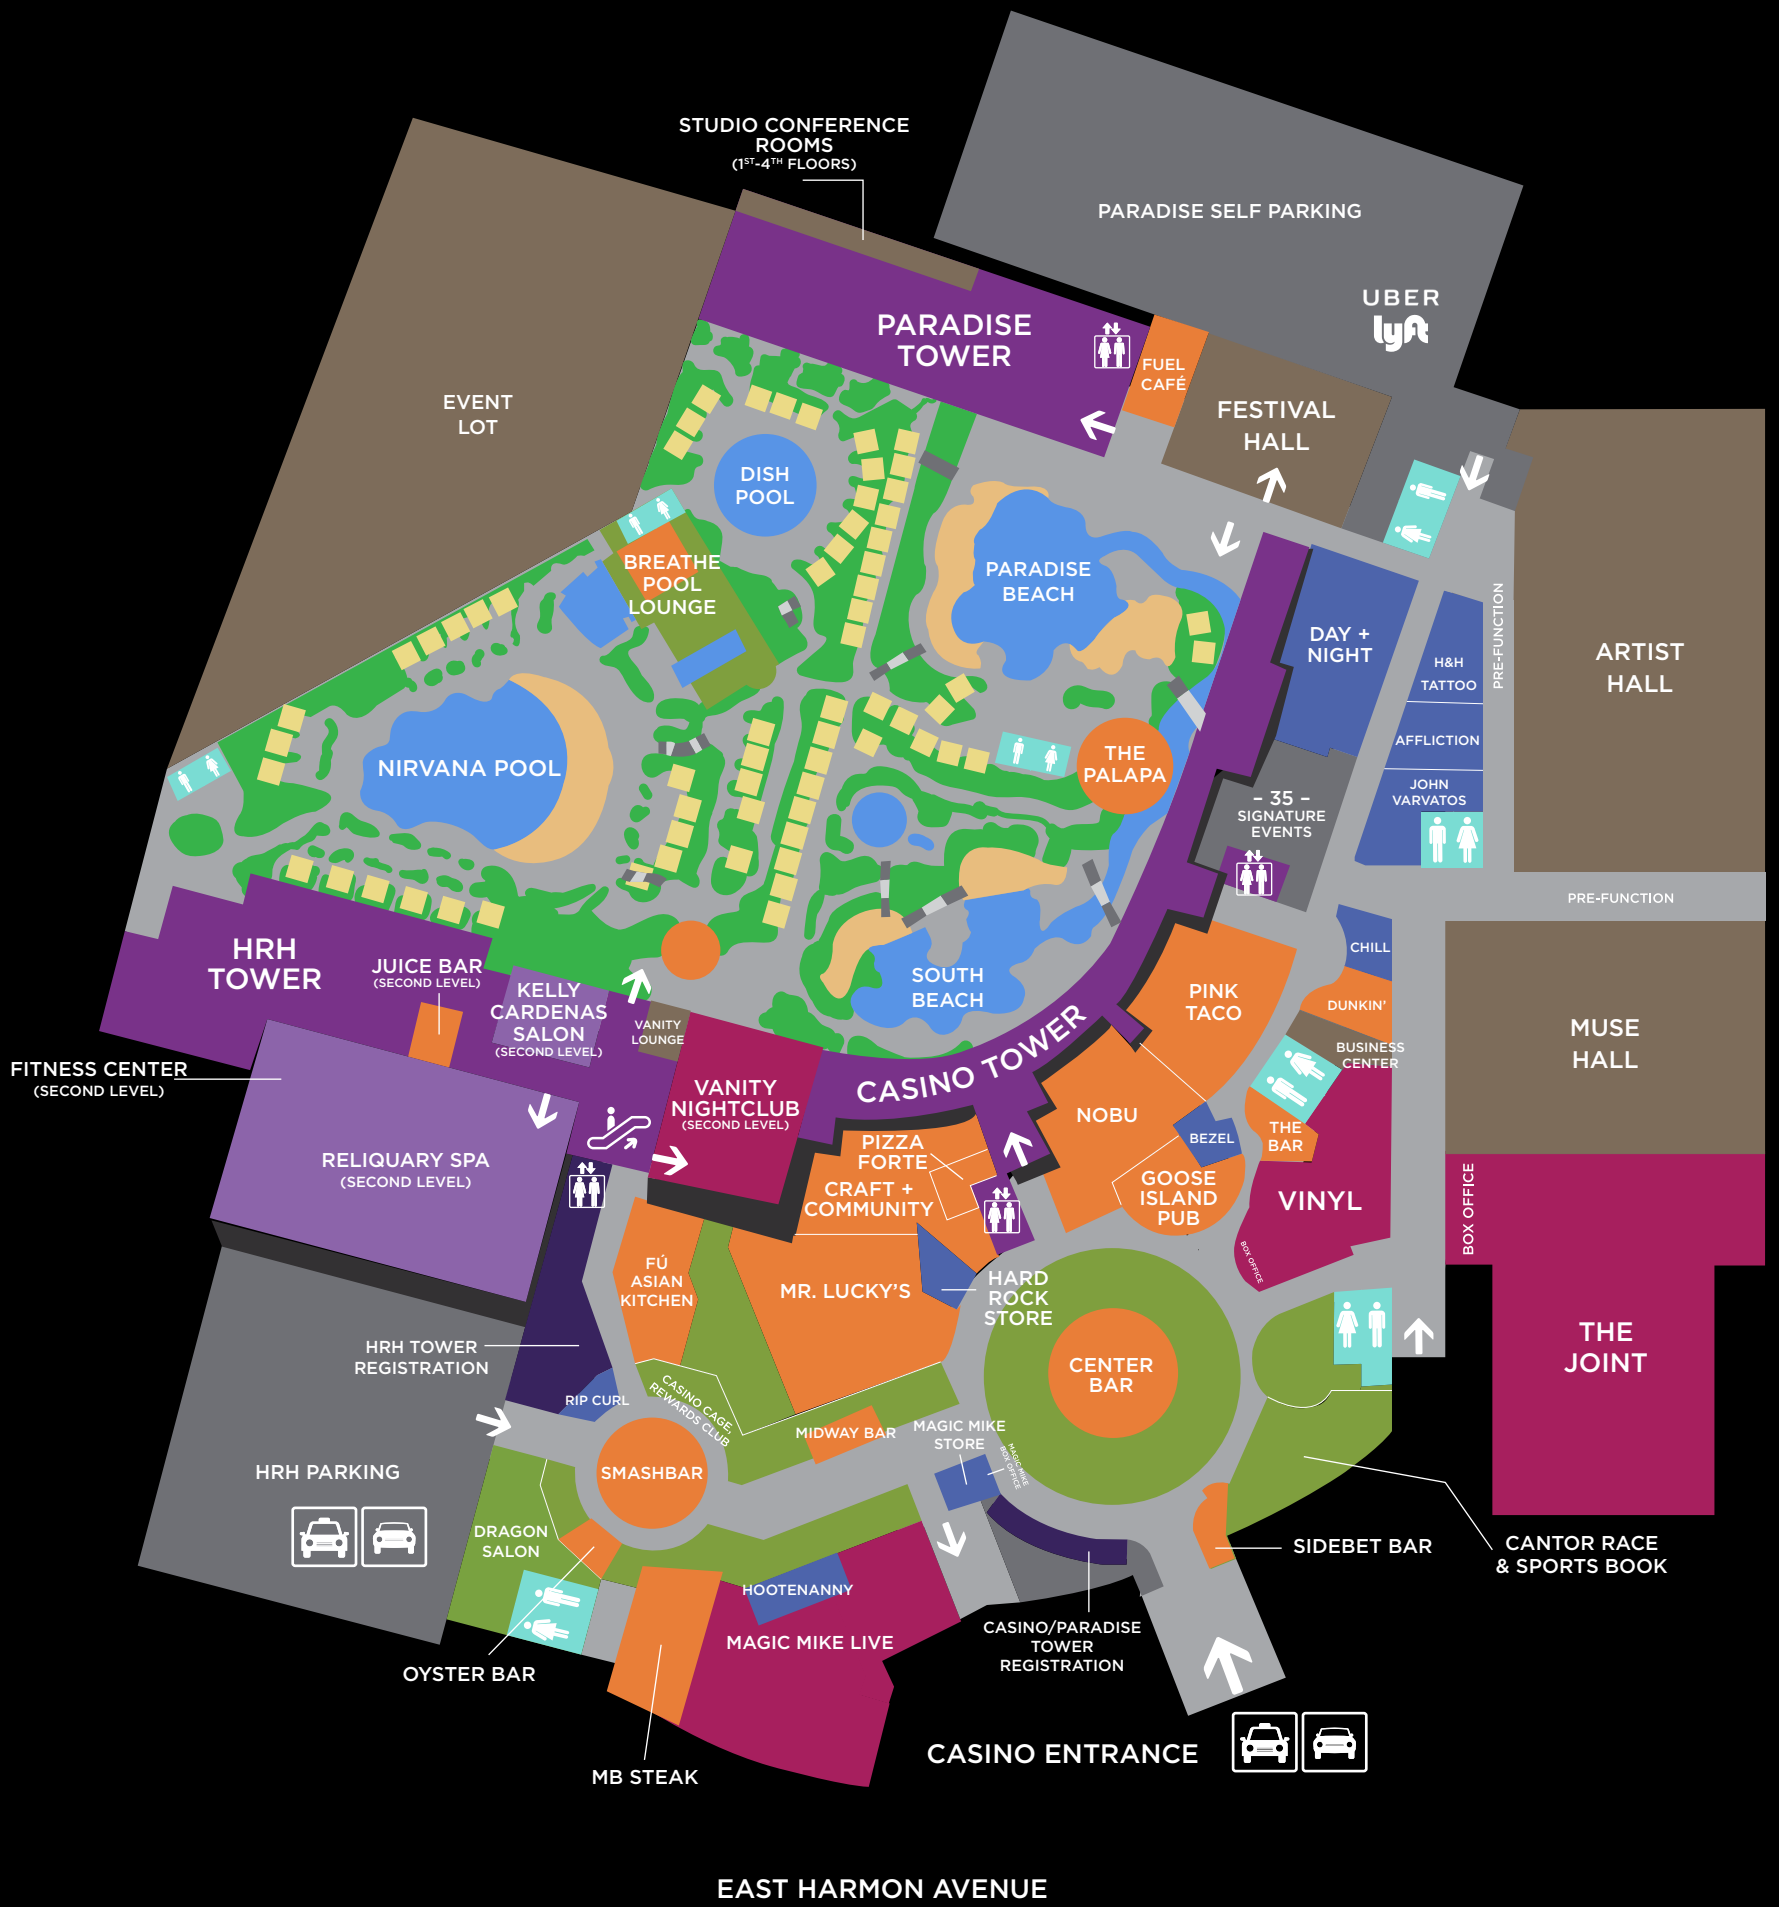 STUDIO CONFERENCE
ROOMS
(1ST-4TH FLOORS)
PARADISE SELF PARKING
UBER
lyft
PARADISE
TOWER
FUEL
CAFÉ
FESTIVAL
HALL
EVENT
LOT
DISH
POOL
BREATHE
POOL
LOUNGE
PARADISE
BEACH
DAY +
NIGHT
H&H
TATTOO
AFFLICTION
JOHN
VARVATOS
PRE-FUNCTION
ARTIST
HALL
NIRVANA POOL
THE
PALAPA
– 35 –
SIGNATURE
EVENTS
PRE-FUNCTION
HRH
TOWER
JUICE BAR
(SECOND LEVEL)
KELLY
CARDENAS
SALON
(SECOND LEVEL)
VANITY
LOUNGE
SOUTH
BEACH
PINK
TACO
CHILL
DUNKIN'
BUSINESS
CENTER
MUSE
HALL
FITNESS CENTER
(SECOND LEVEL)
VANITY
NIGHTCLUB
(SECOND LEVEL)
CASINO TOWER
NOBU
BEZEL
THE
BAR
RELIQUARY SPA
(SECOND LEVEL)
PIZZA
FORTE
CRAFT +
COMMUNITY
GOOSE
ISLAND
PUB
VINYL
BOX OFFICE
BOX OFFICE
FÚ
ASIAN
KITCHEN
MR. LUCKY'S
HARD
ROCK
STORE
HRH TOWER
REGISTRATION
RIP CURL
CASINO CAGE,
REWARDS CLUB
CENTER
BAR
THE
JOINT
MIDWAY BAR
MAGIC MIKE
STORE
MAGIC MIKE
BOX OFFICE
HRH PARKING
SMASHBAR
DRAGON
SALON
HOOTENANNY
SIDEBET BAR
CANTOR RACE
& SPORTS BOOK
MAGIC MIKE LIVE
CASINO/PARADISE
TOWER
REGISTRATION
OYSTER BAR
MB STEAK
CASINO ENTRANCE
EAST HARMON AVENUE